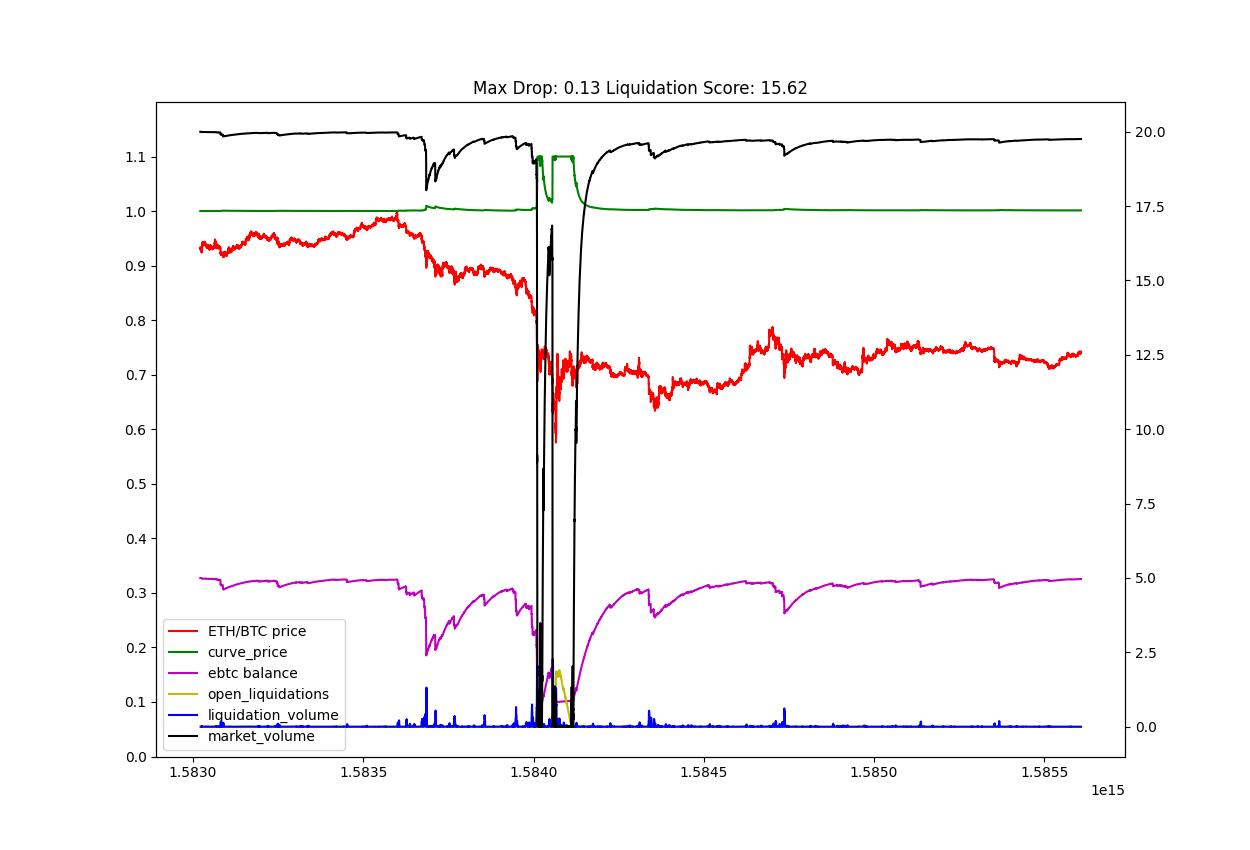 Max Drop: 0.13 Liquidation Score: 15.62
1.1
1.0
0.9
0.8
0.7
0.6
0.5
0.4
0.3
0.2
0.1
0.0
20.0
17.5
15.0
12.5
10.0
7.5
5.0
2.5
0.0
ETH/BTC price
curve_price
ebtc balance
open_liquidations
liquidation_volume
market_volume
1.5830 1.5835 1.5840 1.5845 1.5850 1.5855
1e15